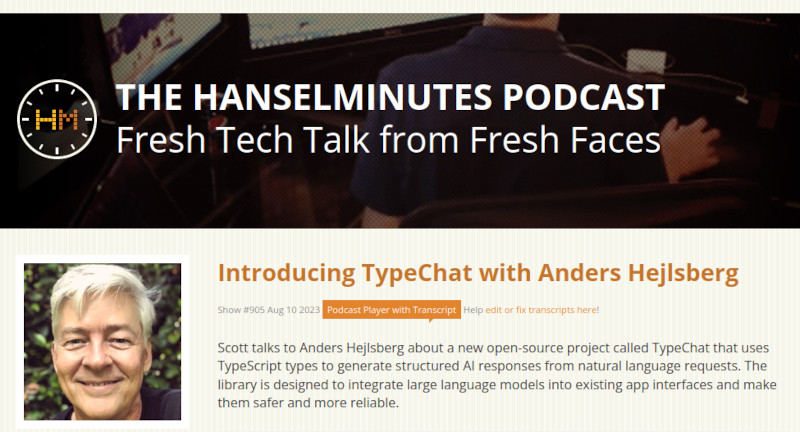 HM
THE HANSELMINUTES PODCAST
Fresh Tech Talk from Fresh Faces
Introducing TypeChat with Anders Hejlsberg
Show #905 Aug 10 2023 Podcast Player with Transcript Help edit or fix transcripts here!
Scott talks to Anders Hejlsberg about a new open-source project called TypeChat that uses
TypeScript types to generate structured AI responses from natural language requests. The
library is designed to integrate large language models into existing app interfaces and make
them safer and more reliable.